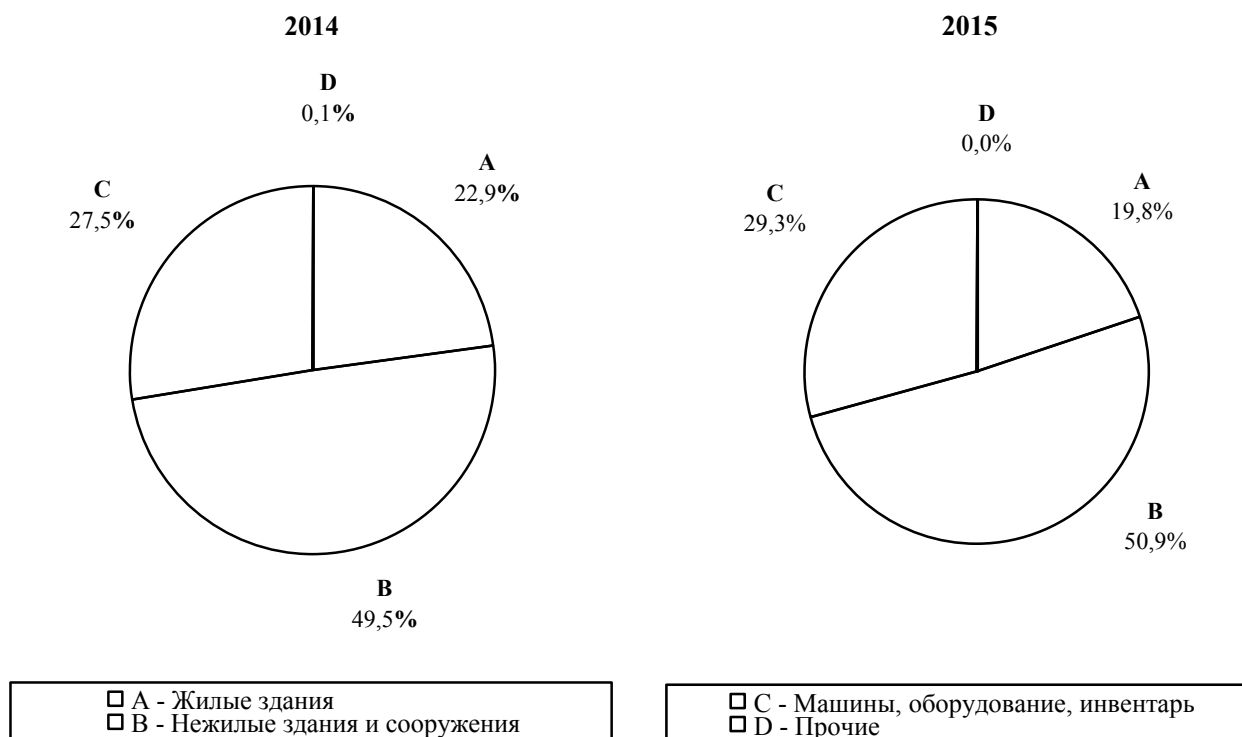 2014
D
0,1%
A
22,9%
C
27,5%
B
49,5%
2015
D
0,0%
A
19,8%
C
29,3%
B
50,9%
A - Жилые здания
B - Нежилые здания и сооружения
C - Машины, оборудование, инвентарь
D - Прочие